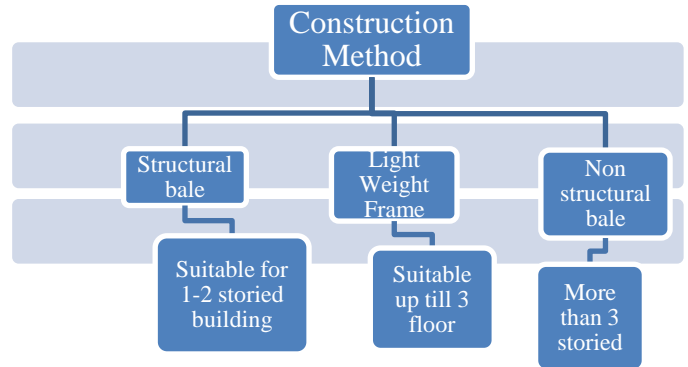 Construction
Method
Structural
bale
Light
Weight
Frame
Non
structural
bale
Suitable for
1-2 storied
building
Suitable
up till 3
floor
More
than 3
storied